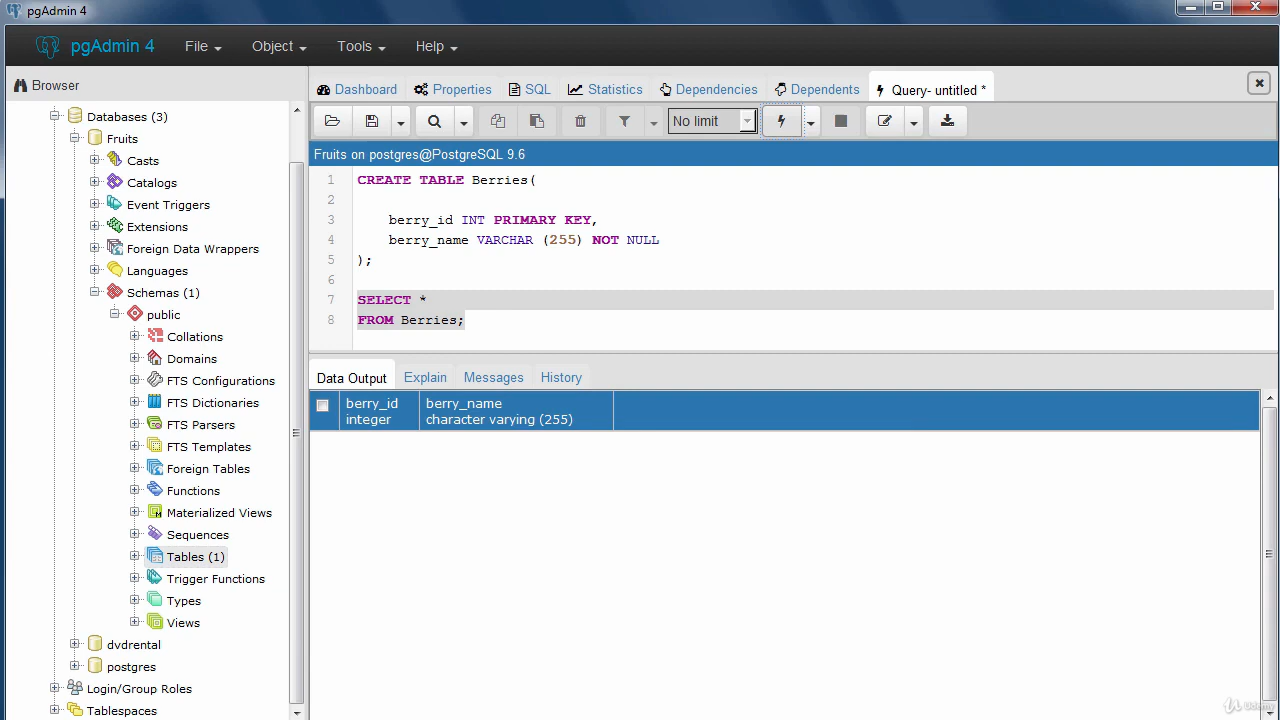 pgAdmin 4
pgAdmin 4 File Object Tools Help
Browser
Dashboard Properties SQL Statistics Dependencies Dependents Query- untitled *
No limit
Fruits on postgres@PostgreSQL 9.6
Databases (3)
Fruits
Casts
Catalogs
Event Triggers
Extensions
Foreign Data Wrappers
Languages
Schemas (1)
public
Collations
Domains
FTS Configurations
FTS Dictionaries
FTS Parsers
FTS Templates
Foreign Tables
Functions
Materialized Views
Sequences
Tables (1)
Trigger Functions
Types
Views
dvdrental
postgres
Login/Group Roles
Tablespaces
1 CREATE TABLE Berries(
2
3 berry_id INT PRIMARY KEY,
4 berry_name VARCHAR (255) NOT NULL
5 );
6
7 SELECT *
8 FROM Berries;
Data Output Explain Messages History
berry_id berry_name
integer character varying (255)
Udemy